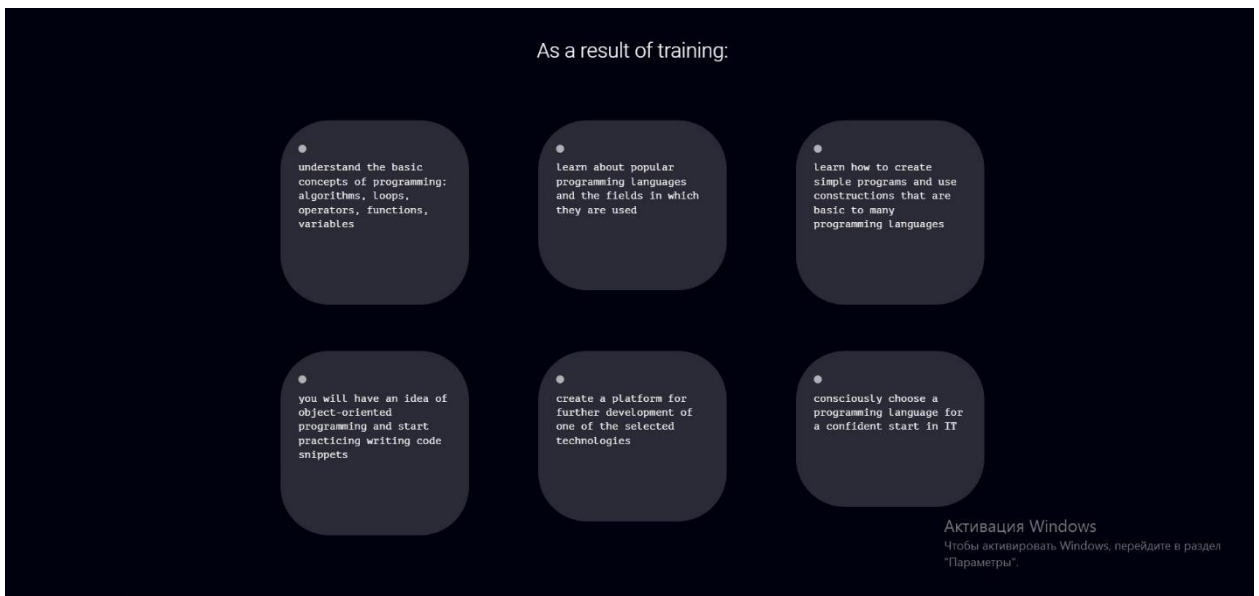 As a result of training:
understand the basic
concepts of programming:
algorithms, loops,
operators, functions,
variables
learn about popular
programming languages
and the fields in which
they are used
learn how to create
simple programs and use
constructions that are
basic to many
programming languages
you will have an idea of
object-oriented
programming and start
practicing writing code
snippets
create a platform for
further development of
one of the selected
technologies
consciously choose a
programming language for
a confident start in IT
Активация Windows
Чтобы активировать Windows, перейдите в раздел
"Параметры".